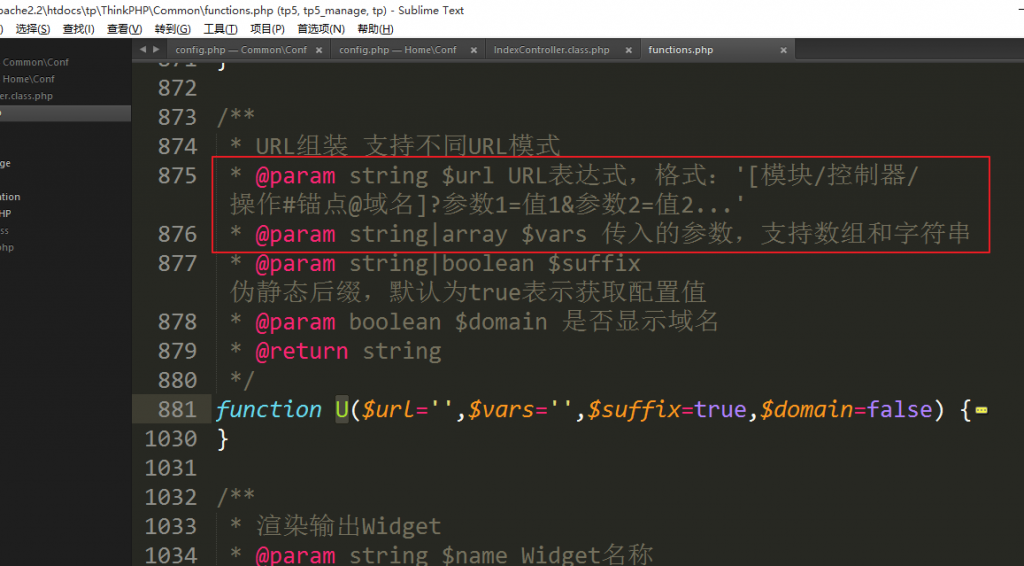 pache2.2\htdocs\tp\ThinkPHP\Common\functions.php (tp5, tp5_manage, tp) - Sublime Text
) 选择(S) 查找(I) 查看(V) 转到(G) 工具(T) 项目(P) 首选项(N) 帮助(H)
config.php — Common\Conf × config.php — Home\Conf × IndexController.class.php × functions.php ×
Common\Conf
Home\Conf
er.class.php
ge
ntation
HP
ss
hp
871 }
872
873 /**
874 * URL组装 支持不同URL模式
875 * @param string $url URL表达式，格式：'[模块/控制器/
操作#锚点@域名]?参数1=值1&参数2=值2...'
876 * @param string|array $vars 传入的参数，支持数组和字符串
877 * @param string|boolean $suffix
伪静态后缀，默认为true表示获取配置值
878 * @param boolean $domain 是否显示域名
879 * @return string
880 */
881 function U($url='',$vars='',$suffix=true,$domain=false) {
1030 }
1031
1032 /**
1033 * 渲染输出Widget
1034 * @param string $name Widget名称